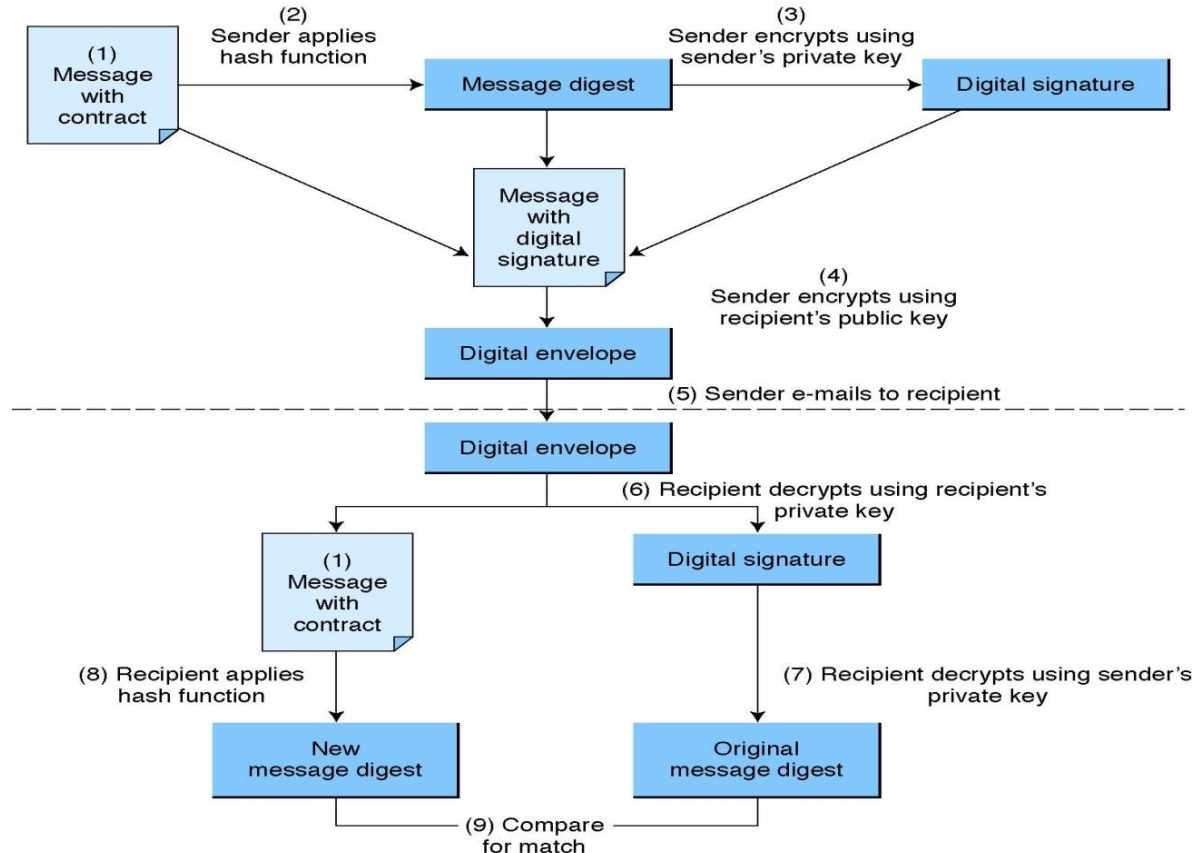 (1)
Message
with
contract
(2)
Sender applies
hash function
Message digest
(3)
Sender encrypts using
sender's private key
Digital signature
Message
with
digital
signature
(4)
Sender encrypts using
recipient's public key
Digital envelope
(5) Sender e-mails to recipient
Digital envelope
(6) Recipient decrypts using recipient's
private key
(1)
Message
with
contract
Digital signature
(8) Recipient applies
hash function
(7) Recipient decrypts using sender's
private key
New
message digest
Original
message digest
(9) Compare
for match